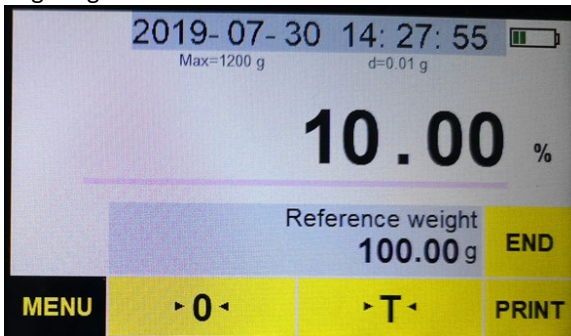 2019-07-30 14:27:55
Max=1200 g d=0.01 g
10.00 %
Reference weight
100.00 g
END
MENU ▸0◂ ▸T◂ PRINT